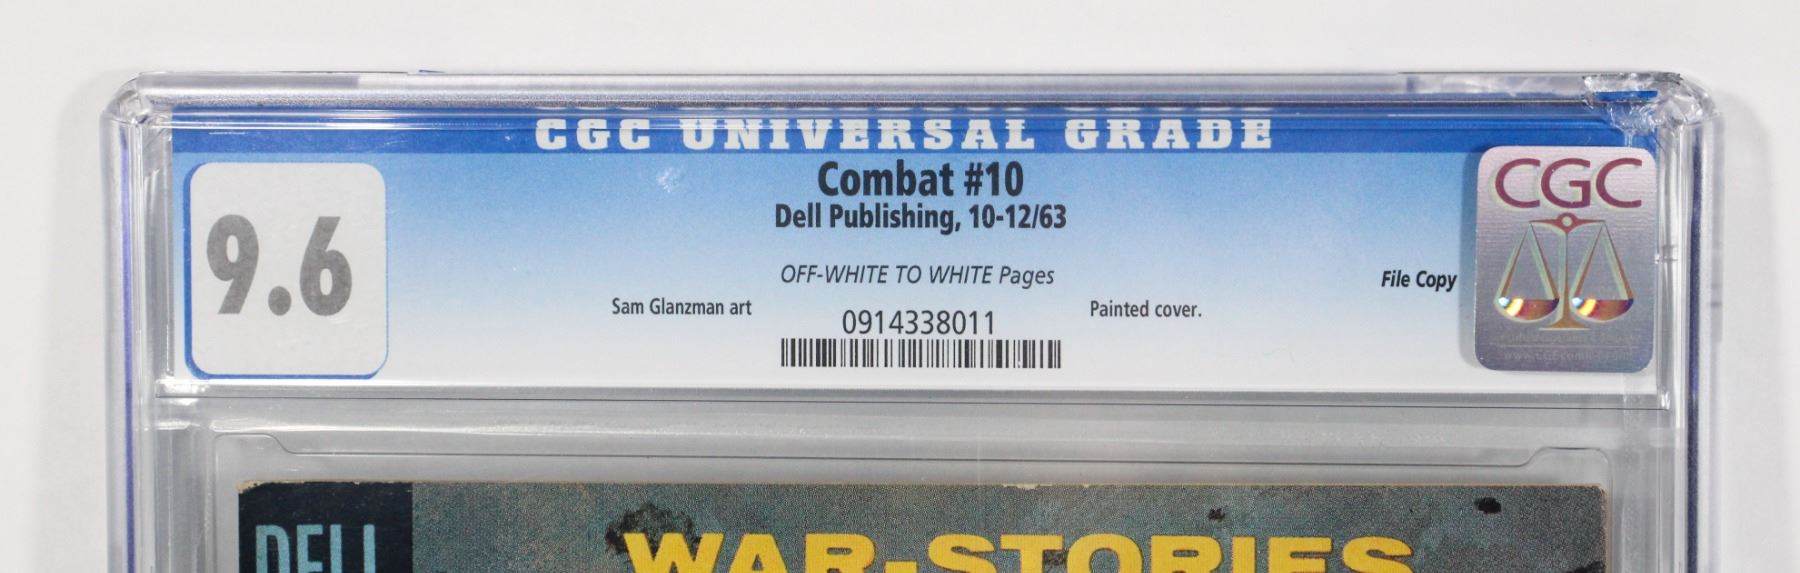 CGC UNIVERSAL GRADE
9.6
Combat #10
Dell Publishing, 10-12/63
OFF-WHITE TO WHITE Pages
File Copy
Sam Glanzman art
0914338011
Painted cover.
CGC
DELL
WAR-STORIES